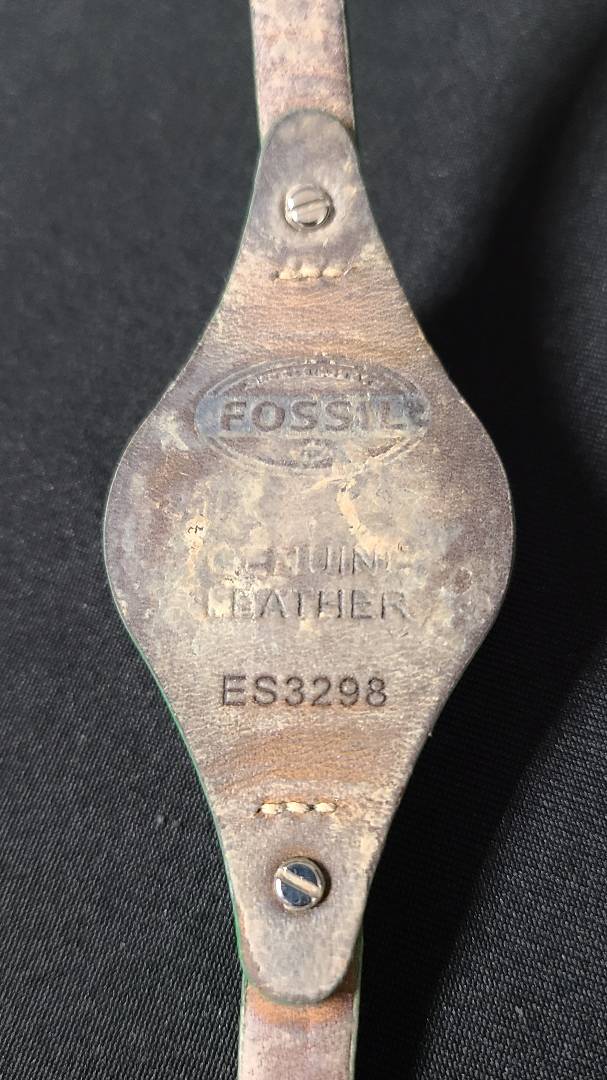 FOSSIL
GENUINE
LEATHER
ES3298